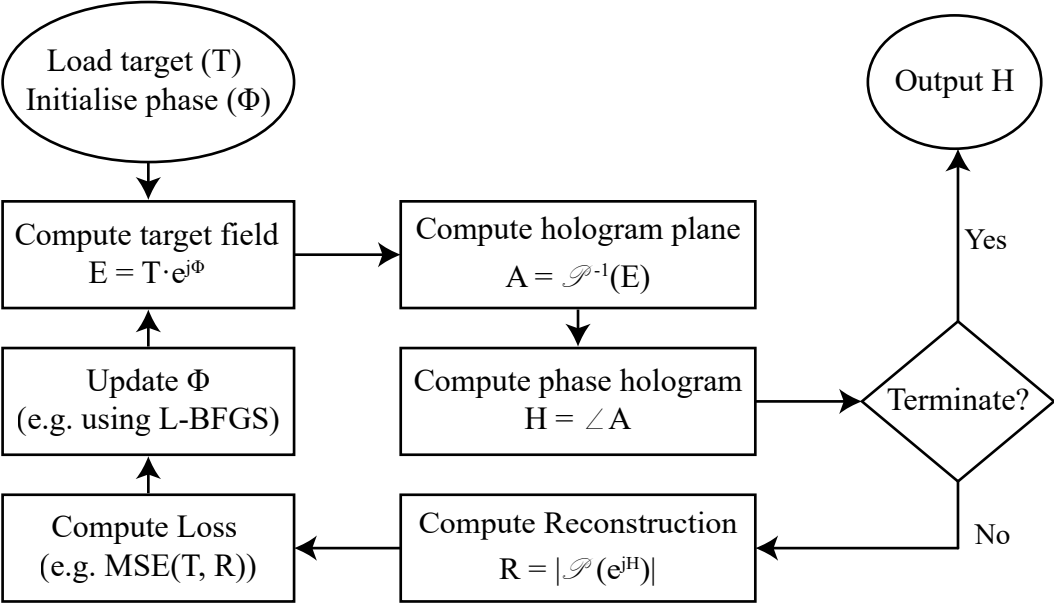 Load target (T)
Initialise phase (Φ)
Compute target field
E = T·e^jΦ
Compute hologram plane
A = 𝒫^-1(E)
Compute phase hologram
H = ∠A
Terminate?
Yes
Output H
No
Compute Reconstruction
R = |𝒫(e^jH)|
Compute Loss
(e.g. MSE(T, R))
Update Φ
(e.g. using L-BFGS)